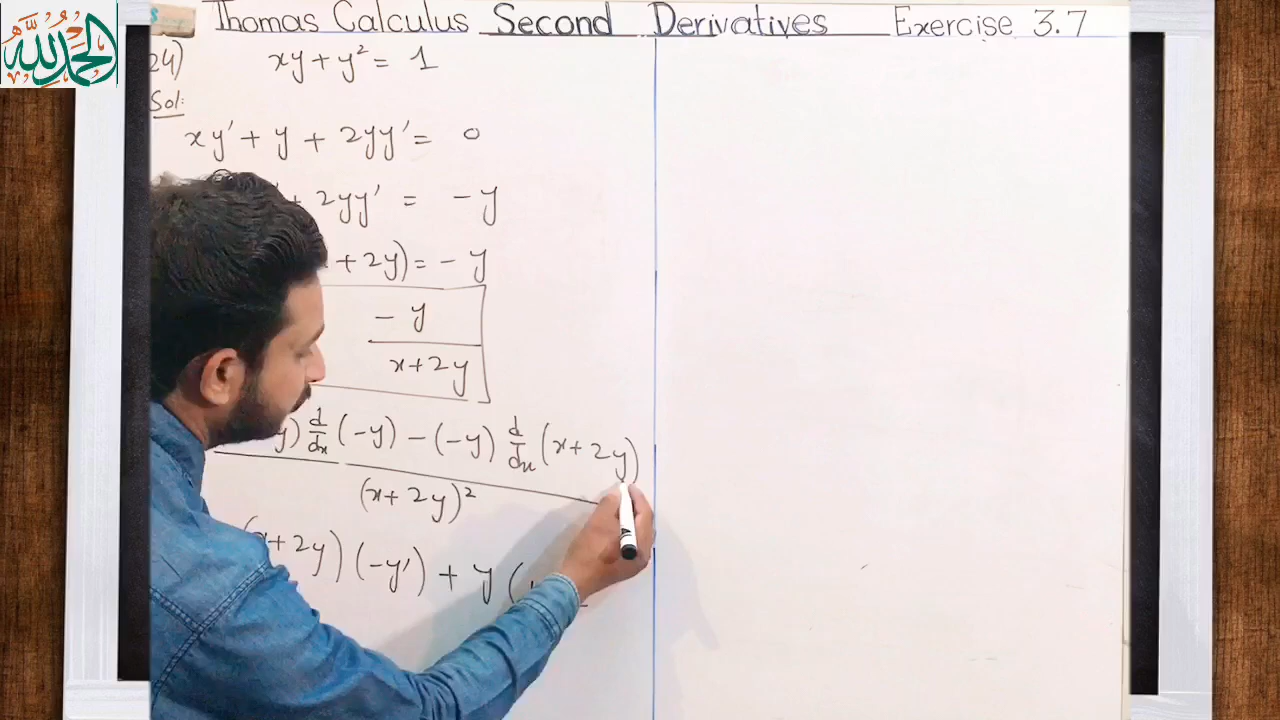 الحمد لله
Thomas Calculus Second Derivatives Exercise 3.7
24) xy + y² = 1
Sol:
xy' + y + 2yy' = 0
+ 2yy' = - y
+ 2y) = - y
- y
x + 2y
y) d/dx (-y) - (-y) d/dx (x + 2y)
(x + 2y)²
(x + 2y) (-y') + y (